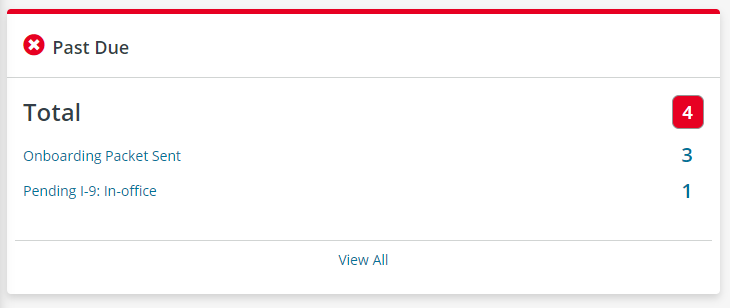 Past Due
Total 4
Onboarding Packet Sent 3
Pending I-9: In-office 1
View All